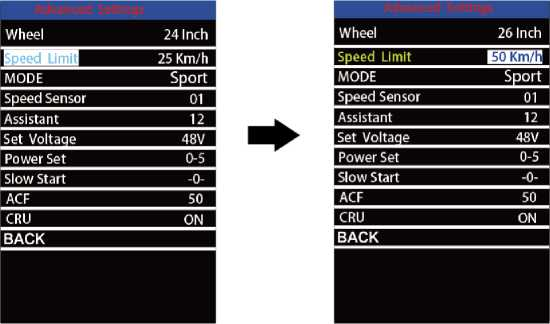 Advanced Settings
Wheel 24 Inch
Speed Limit 25 Km/h
MODE Sport
Speed Sensor 01
Assistant 12
Set Voltage 48V
Power Set 0-5
Slow Start -0-
ACF 50
CRU ON
BACK
Advanced Settings
Wheel 26 Inch
Speed Limit 50 Km/h
MODE Sport
Speed Sensor 01
Assistant 12
Set Voltage 48V
Power Set 0-5
Slow Start -0-
ACF 50
CRU ON
BACK